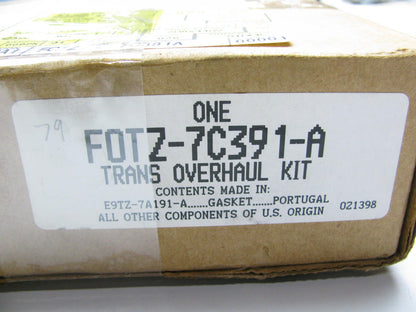 79
ONE
F0TZ-7C391-A
TRANS OVERHAUL KIT
CONTENTS MADE IN:
E9TZ-7A191-A......GASKET......PORTUGAL
ALL OTHER COMPONENTS OF U.S. ORIGIN 021398